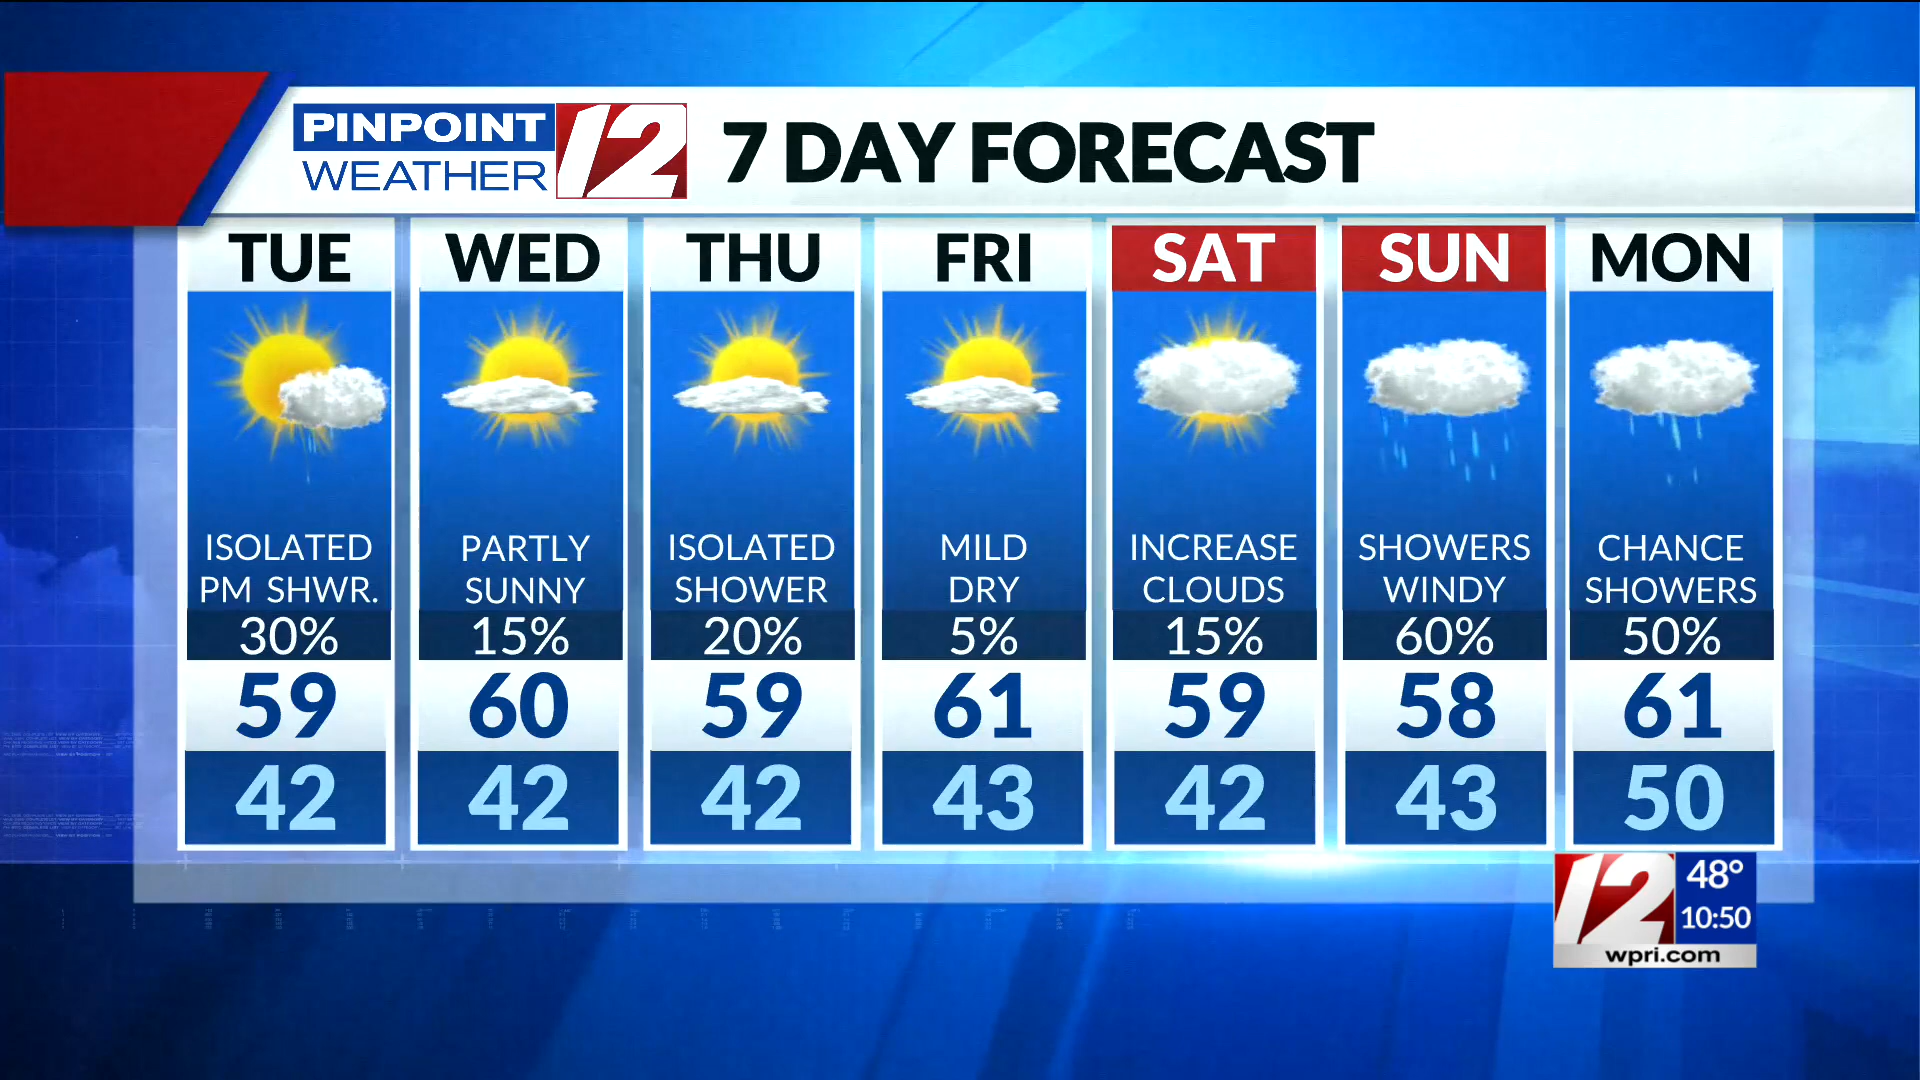 PINPOINT
WEATHER
12
7 DAY FORECAST
TUE
ISOLATED
PM SHWR.
30%
59
42
WED
PARTLY
SUNNY
15%
60
42
THU
ISOLATED
SHOWER
20%
59
42
FRI
MILD
DRY
5%
61
43
SAT
INCREASE
CLOUDS
15%
59
42
SUN
SHOWERS
WINDY
60%
58
43
MON
CHANCE
SHOWERS
50%
61
50
12
48°
10:50
wpri.com